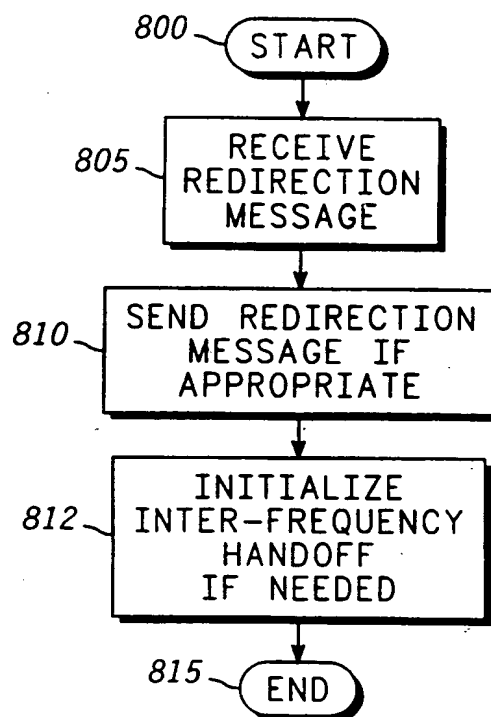 800
START
805
RECEIVE
REDIRECTION
MESSAGE
810
SEND REDIRECTION
MESSAGE IF
APPROPRIATE
812
INITIALIZE
INTER-FREQUENCY
HANDOFF
IF NEEDED
815
END